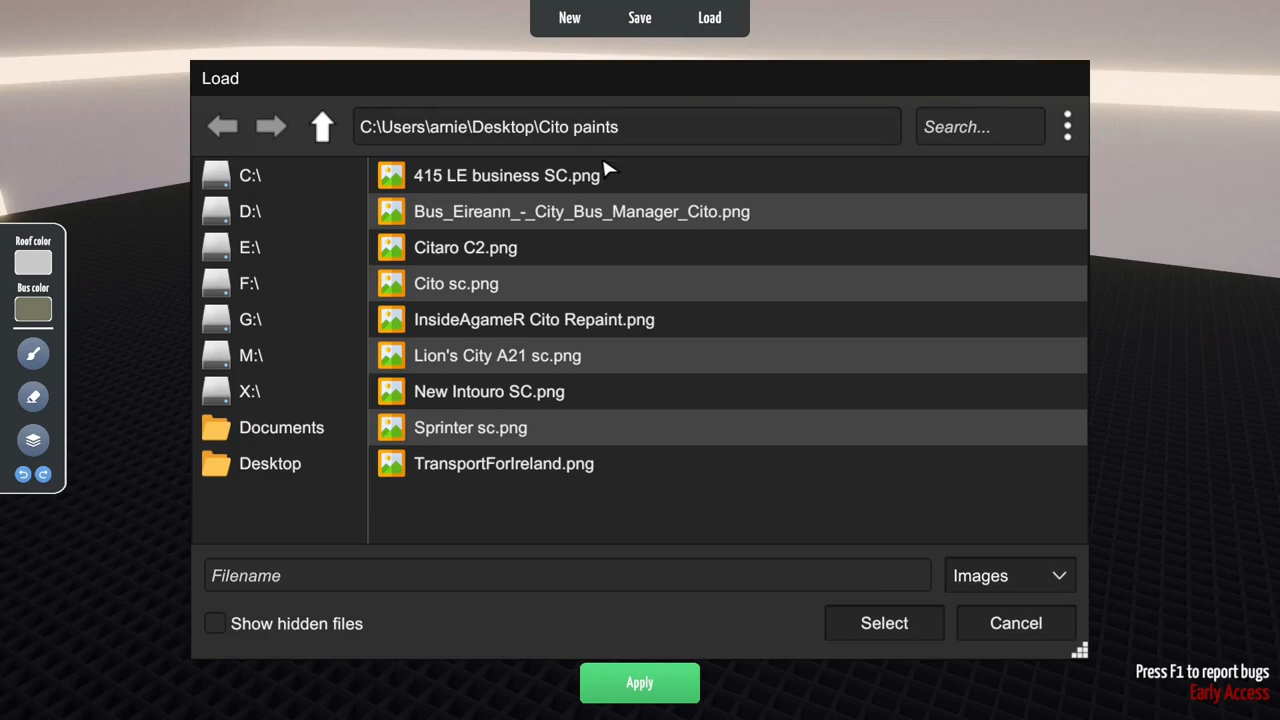 New Save Load
Load
C:\Users\arnie\Desktop\Cito paints
Search...
C:\
D:\
E:\
F:\
G:\
M:\
X:\
Documents
Desktop
415 LE business SC.png
Bus_Eireann_-_City_Bus_Manager_Cito.png
Citaro C2.png
Cito sc.png
InsideAgameR Cito Repaint.png
Lion's City A21 sc.png
New Intouro SC.png
Sprinter sc.png
TransportForIreland.png
Roof color
Bus color
Filename
Images
Show hidden files
Select
Cancel
Apply
Press F1 to report bugs
Early Access